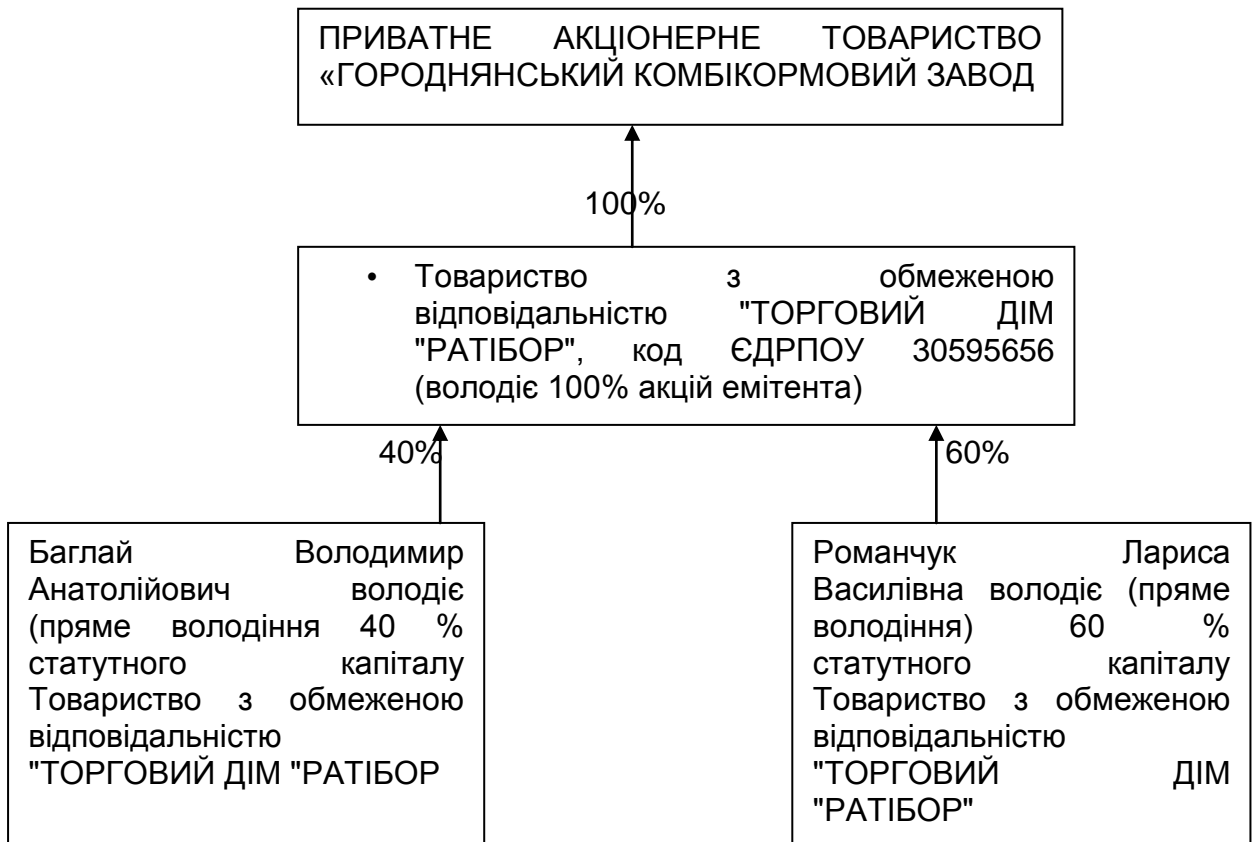 ПРИВАТНЕ АКЦІОНЕРНЕ ТОВАРИСТВО
«ГОРОДНЯНСЬКИЙ КОМБІКОРМОВИЙ ЗАВОД
100%
• Товариство з обмеженою
відповідальністю "ТОРГОВИЙ ДІМ
"РАТІБОР", код ЄДРПОУ 30595656
(володіє 100% акцій емітента)
40%
60%
Баглай Володимир
Анатолійович володіє
(пряме володіння 40 %
статутного капіталу
Товариство з обмеженою
відповідальністю
"ТОРГОВИЙ ДІМ "РАТІБОР
Романчук Лариса
Василівна володіє (пряме
володіння) 60 %
статутного капіталу
Товариство з обмеженою
відповідальністю
"ТОРГОВИЙ ДІМ
"РАТІБОР"